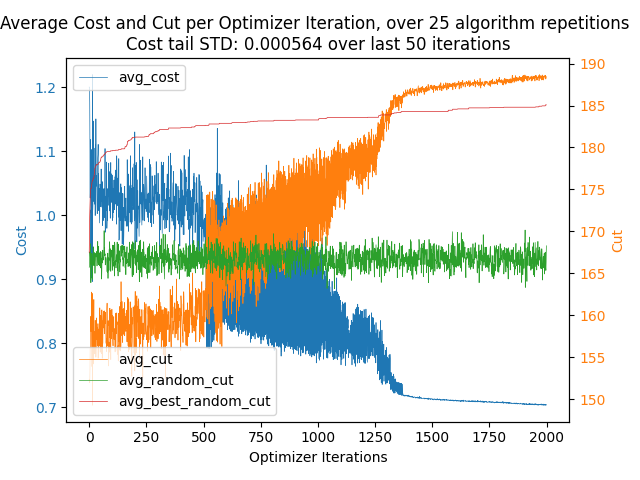 Average Cost and Cut per Optimizer Iteration, over 25 algorithm repetitions
Cost tail STD: 0.000564 over last 50 iterations
avg_cost
1.2
1.1
1.0
0.9
0.8
0.7
Cost
190
185
180
175
170
165
160
155
150
Cut
avg_cut
avg_random_cut
avg_best_random_cut
0 250 500 750 1000 1250 1500 1750 2000
Optimizer Iterations